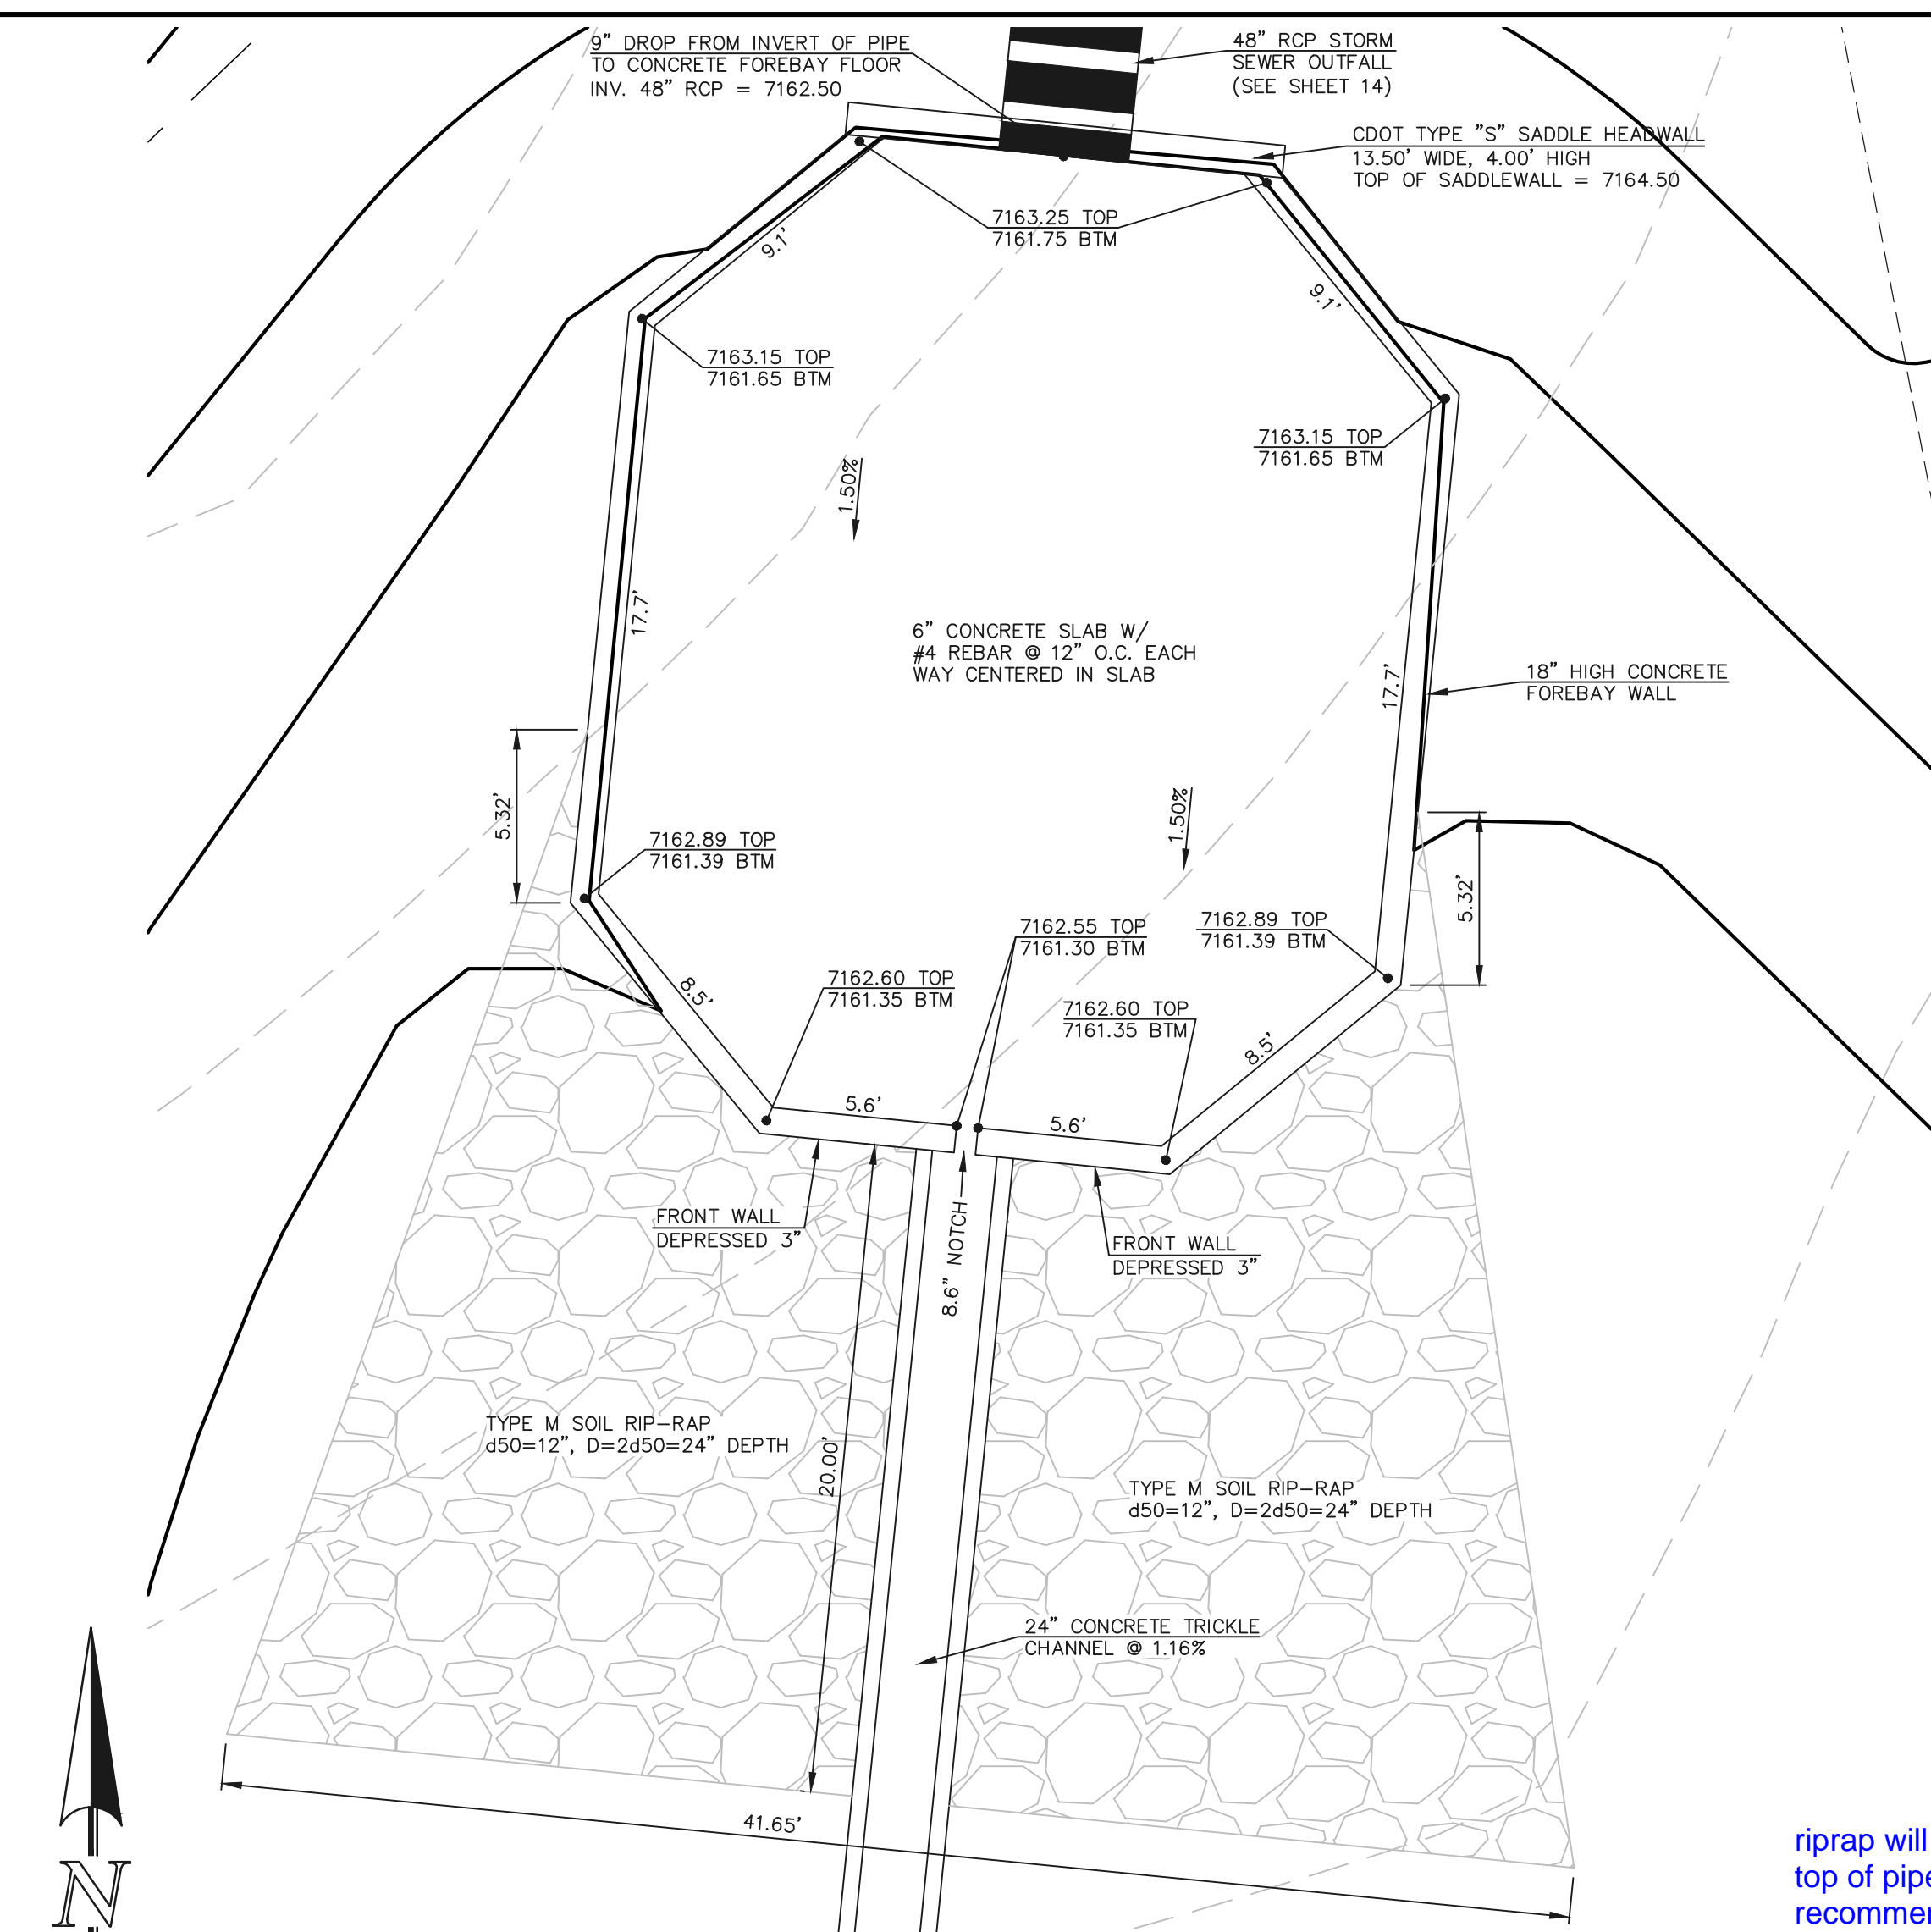 9" DROP FROM INVERT OF PIPE
TO CONCRETE FOREBAY FLOOR
INV. 48" RCP = 7162.50
48" RCP STORM
SEWER OUTFALL
(SEE SHEET 14)
CDOT TYPE "S" SADDLE HEADWALL
13.50' WIDE, 4.00' HIGH
TOP OF SADDLEWALL = 7164.50
7163.25 TOP
7161.75 BTM
9.1'
9.1'
7163.15 TOP
7161.65 BTM
7163.15 TOP
7161.65 BTM
1.50%
17.7'
6" CONCRETE SLAB W/
#4 REBAR @ 12" O.C. EACH
WAY CENTERED IN SLAB
17.7'
18" HIGH CONCRETE
FOREBAY WALL
5.32'
1.50%
7162.89 TOP
7161.39 BTM
5.32'
7162.55 TOP
7161.30 BTM
7162.89 TOP
7161.39 BTM
8.5'
7162.60 TOP
7161.35 BTM
7162.60 TOP
7161.35 BTM
8.5'
5.6'
5.6'
FRONT WALL
DEPRESSED 3"
8.6" NOTCH
FRONT WALL
DEPRESSED 3"
TYPE M SOIL RIP-RAP
d50=12", D=2d50=24" DEPTH
20.00'
TYPE M SOIL RIP-RAP
d50=12", D=2d50=24" DEPTH
24" CONCRETE TRICKLE
CHANNEL @ 1.16%
41.65'
N
riprap will
top of pipe
recommen